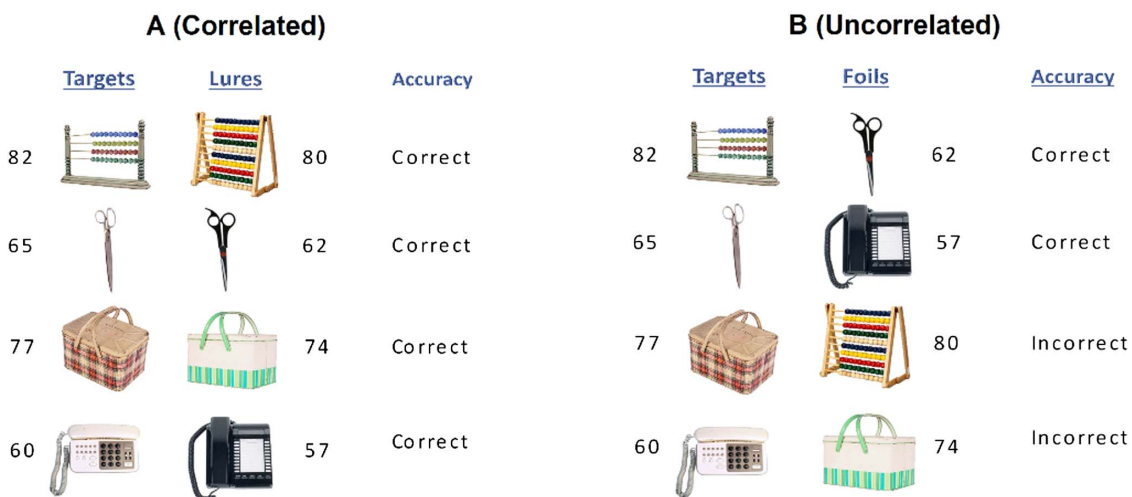 A (Correlated)
Targets Lures Accuracy
82 80 Correct
65 62 Correct
77 74 Correct
60 57 Correct
B (Uncorrelated)
Targets Foils Accuracy
82 62 Correct
65 57 Correct
77 80 Incorrect
60 74 Incorrect